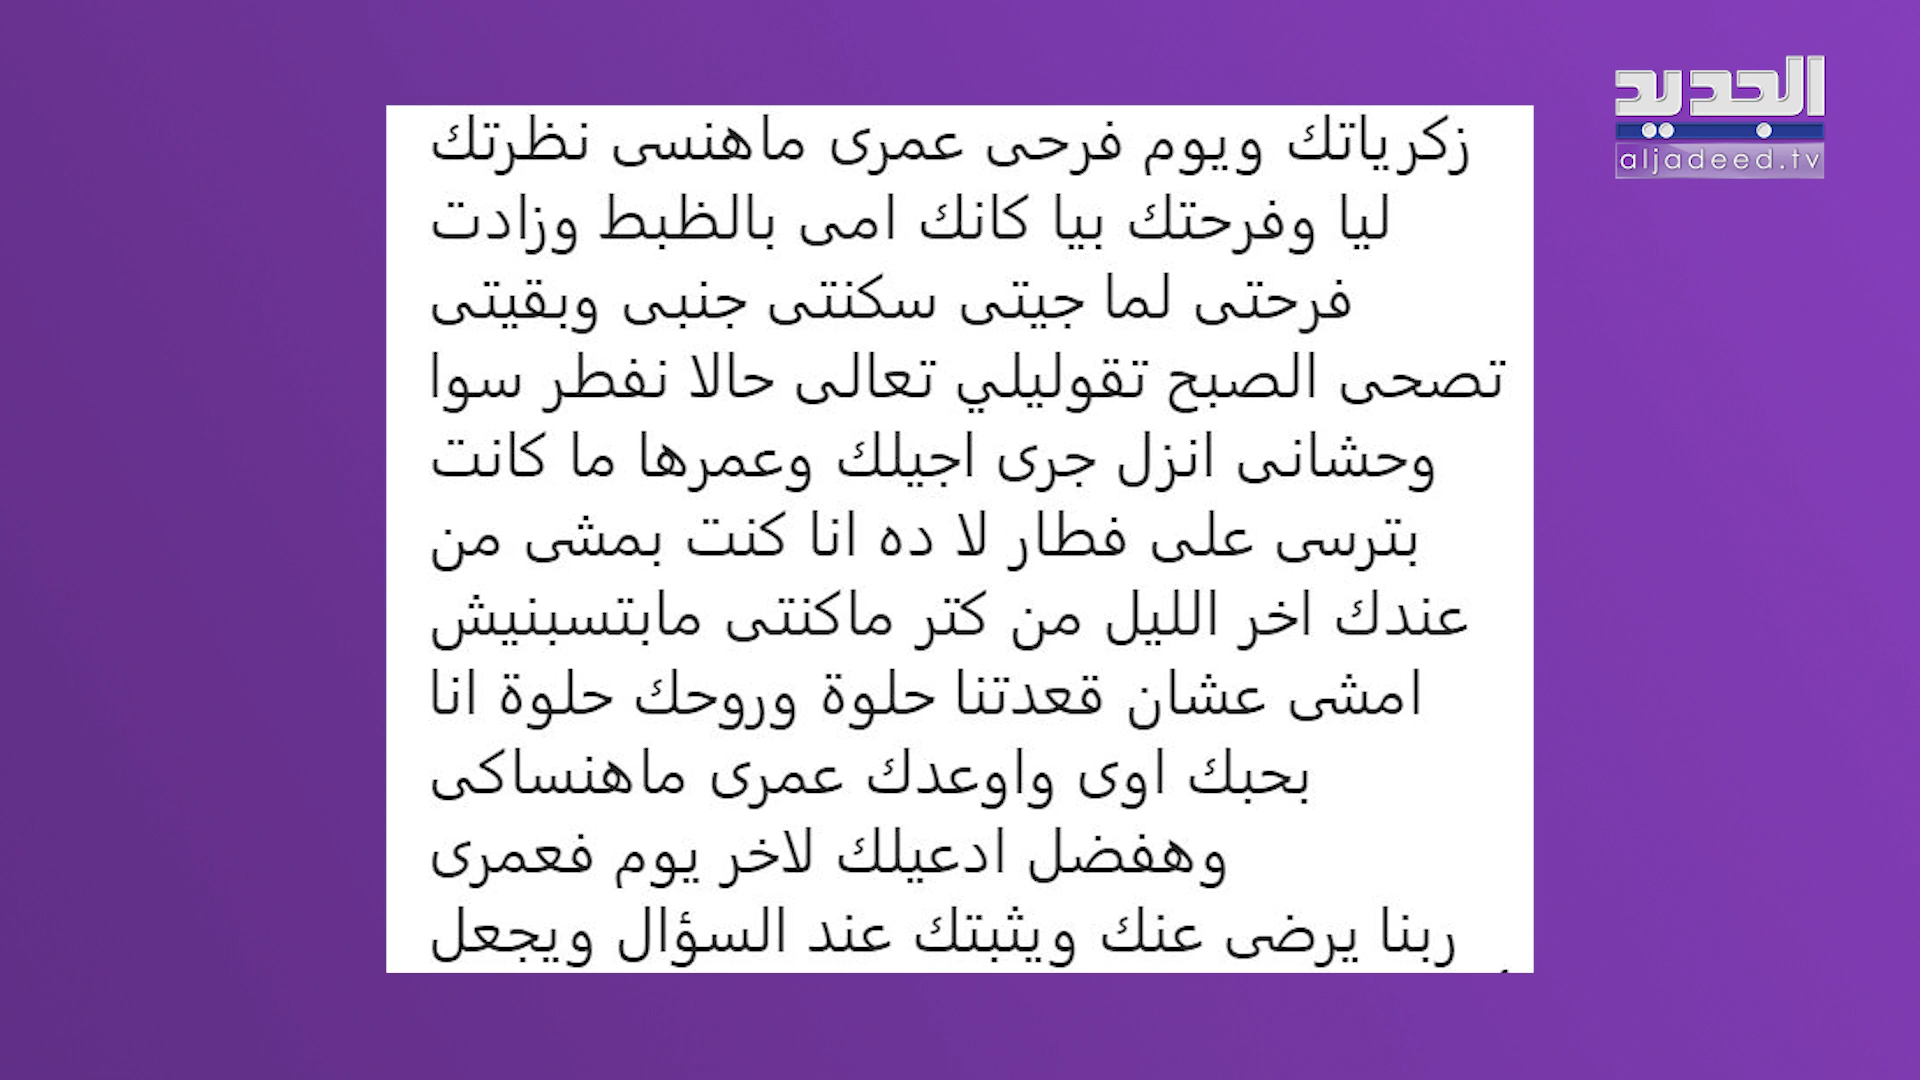 الجديد
aljadeed.tv
زكرياتك ويوم فرحى عمرى ماهنسى نظرتك
ليا وفرحتك بيا كانك امى بالظبط وزادت
فرحتى لما جيتى سكنتى جنبى وبقيتى
تصحى الصبح تقوليلي تعالى حالا نفطر سوا
وحشانى انزل جرى اجيلك وعمرها ما كانت
بترسى على فطار لا ده انا كنت بمشى من
عندك اخر الليل من كتر ماكنتى مابتسبنيش
امشى عشان قعدتنا حلوة وروحك حلوة انا
بحبك اوى واوعدك عمرى ماهنساكى
وهفضل ادعيلك لاخر يوم فعمرى
ربنا يرضى عنك ويثبتك عند السؤال ويجعل